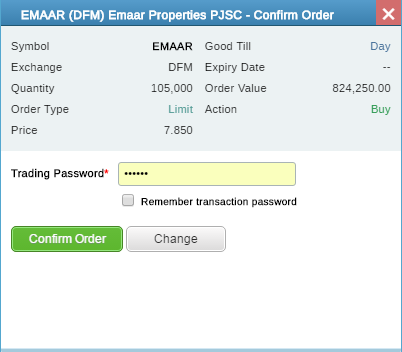 EMAAR (DFM) Emaar Properties PJSC - Confirm Order
Symbol EMAAR Good Till Day
Exchange DFM Expiry Date --
Quantity 105,000 Order Value 824,250.00
Order Type Limit Action Buy
Price 7.850
Trading Password* ••••••
Remember transaction password
Confirm Order Change